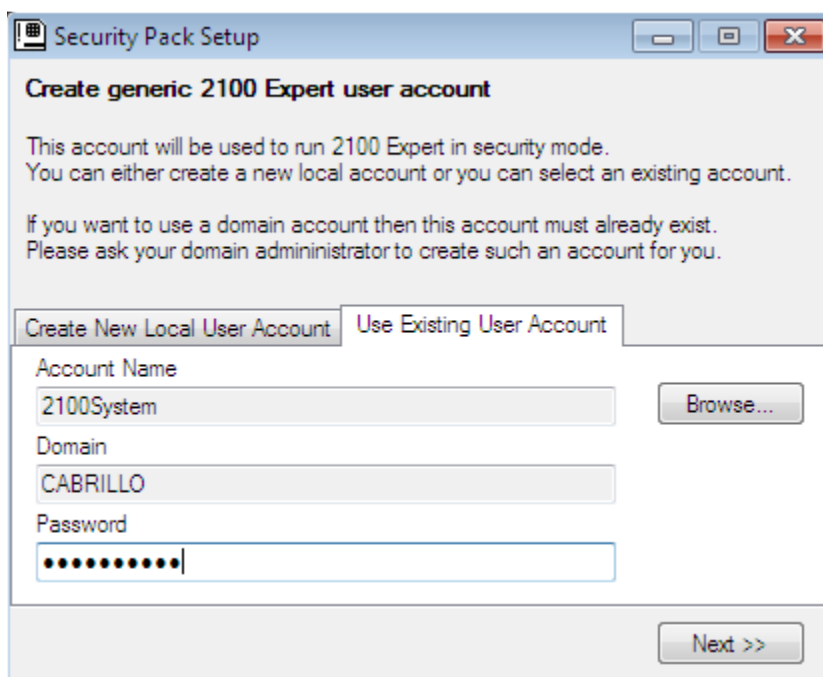 Security Pack Setup
Create generic 2100 Expert user account
This account will be used to run 2100 Expert in security mode.
You can either create a new local account or you can select an existing account.
If you want to use a domain account then this account must already exist.
Please ask your domain admininistrator to create such an account for you.
Create New Local User Account
Use Existing User Account
Account Name
2100System
Browse...
Domain
CABRILLO
Password
••••••••••
Next >>